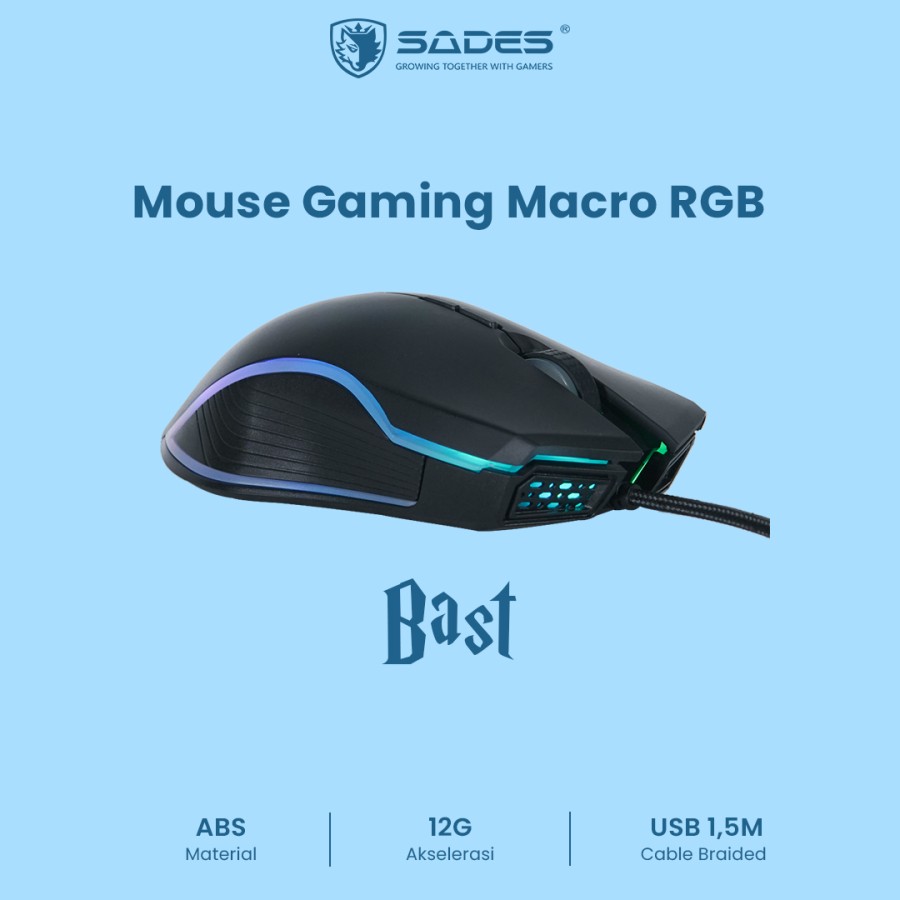 SADES®
GROWING TOGETHER WITH GAMERS
Mouse Gaming Macro RGB
Bast
ABS
Material
12G
Akselerasi
USB 1,5M
Cable Braided